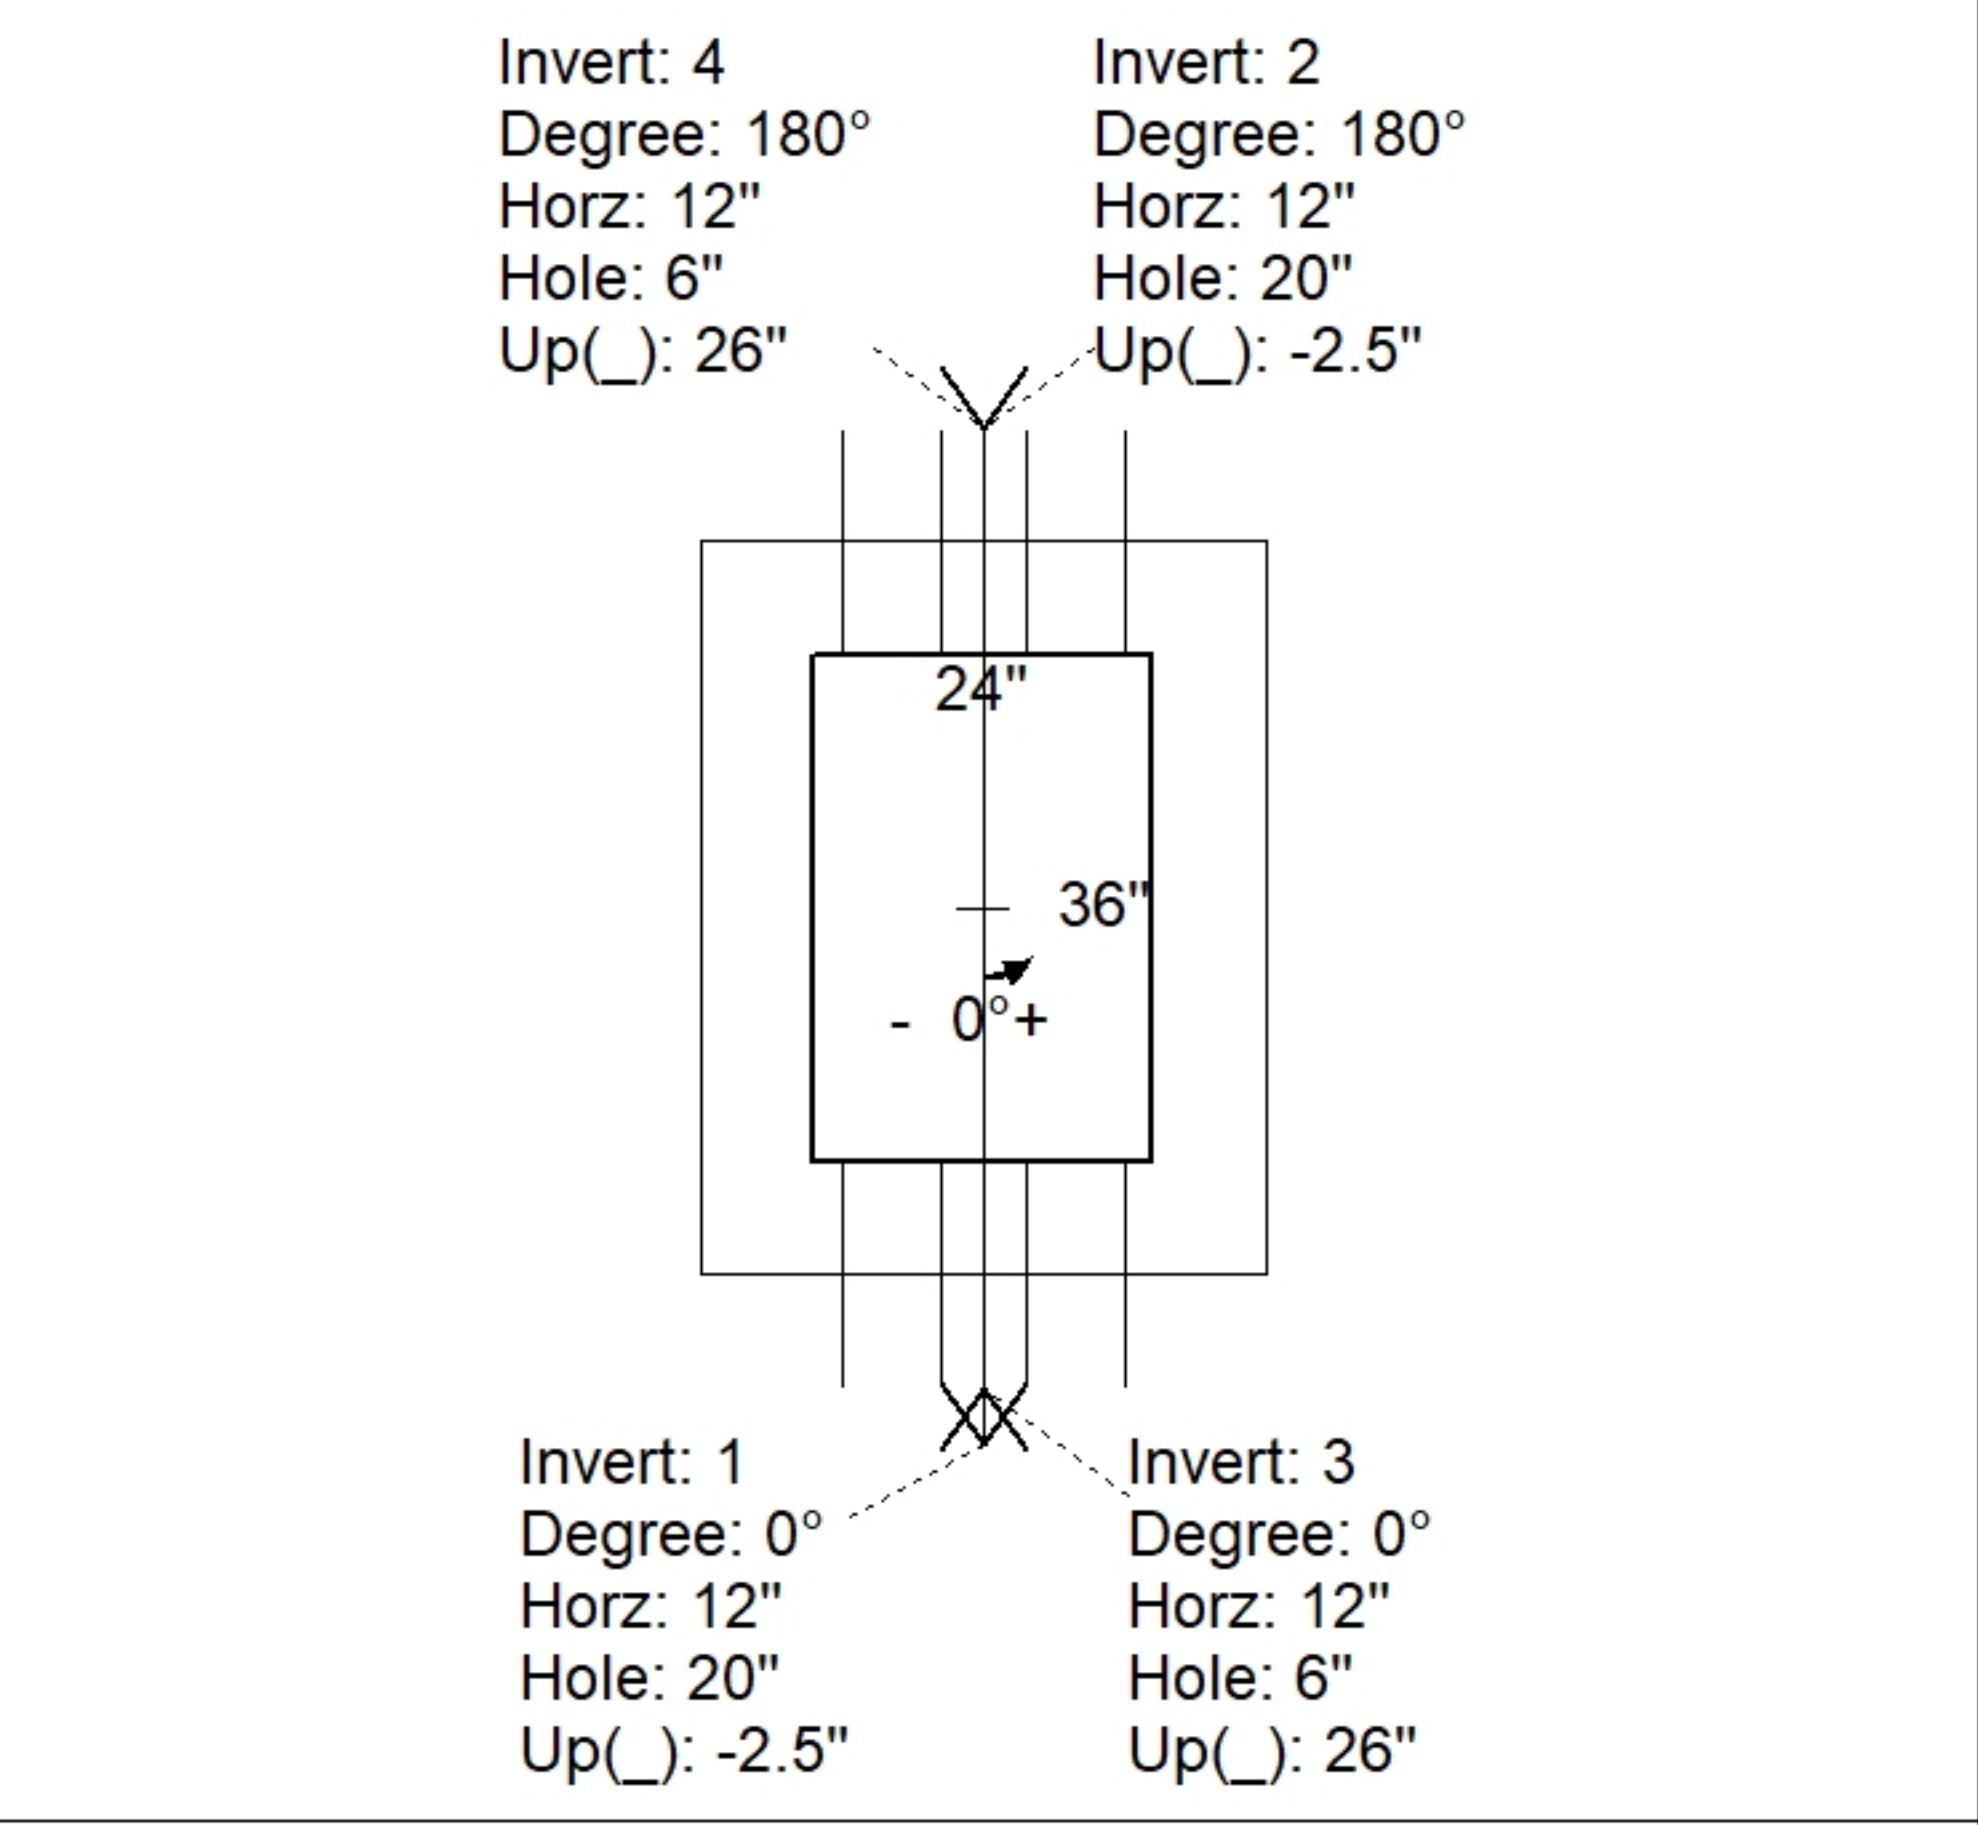 Invert: 4
Degree: 180°
Horz: 12"
Hole: 6"
Up(_): 26"
Invert: 2
Degree: 180°
Horz: 12"
Hole: 20"
Up(_): -2.5"
24"
36"
- 0°+
Invert: 1
Degree: 0°
Horz: 12"
Hole: 20"
Up(_): -2.5"
Invert: 3
Degree: 0°
Horz: 12"
Hole: 6"
Up(_): 26"